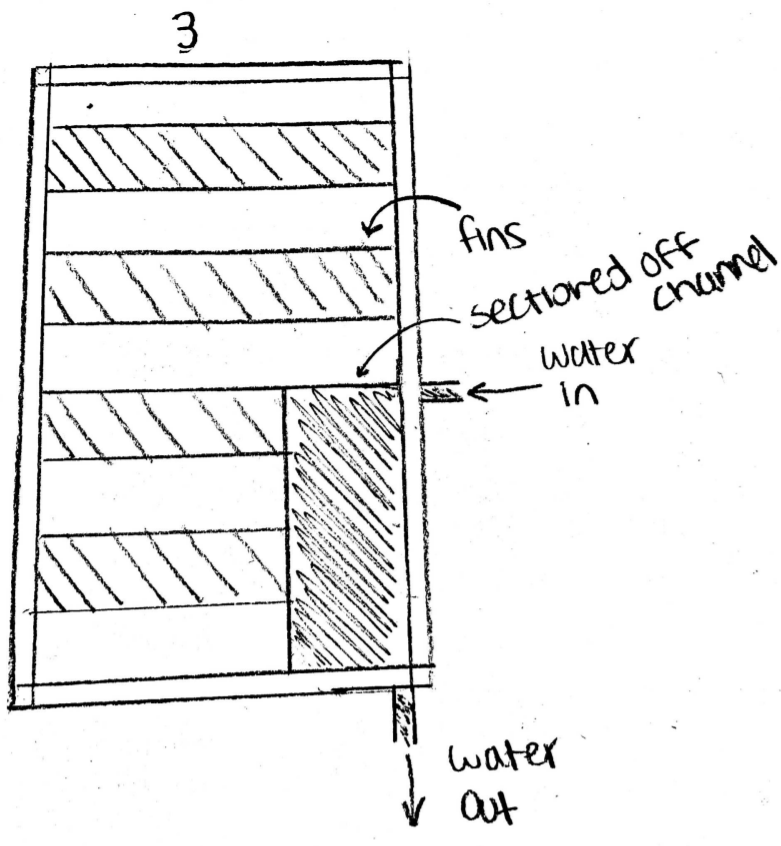 3
fins
sectioned off
channel
water
in
water
out